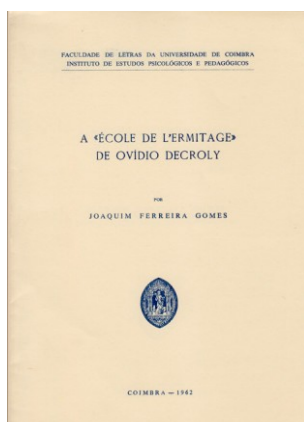 FACULDADE DE LETRAS DA UNIVERSIDADE DE COIMBRA
INSTITUTO DE ESTUDOS PSICOLÓGICOS E PEDAGÓGICOS
A «ÉCOLE DE L'ERMITAGE»
DE OVÍDIO DECROLY
POR
JOAQUIM FERREIRA GOMES
COIMBRA — 1962